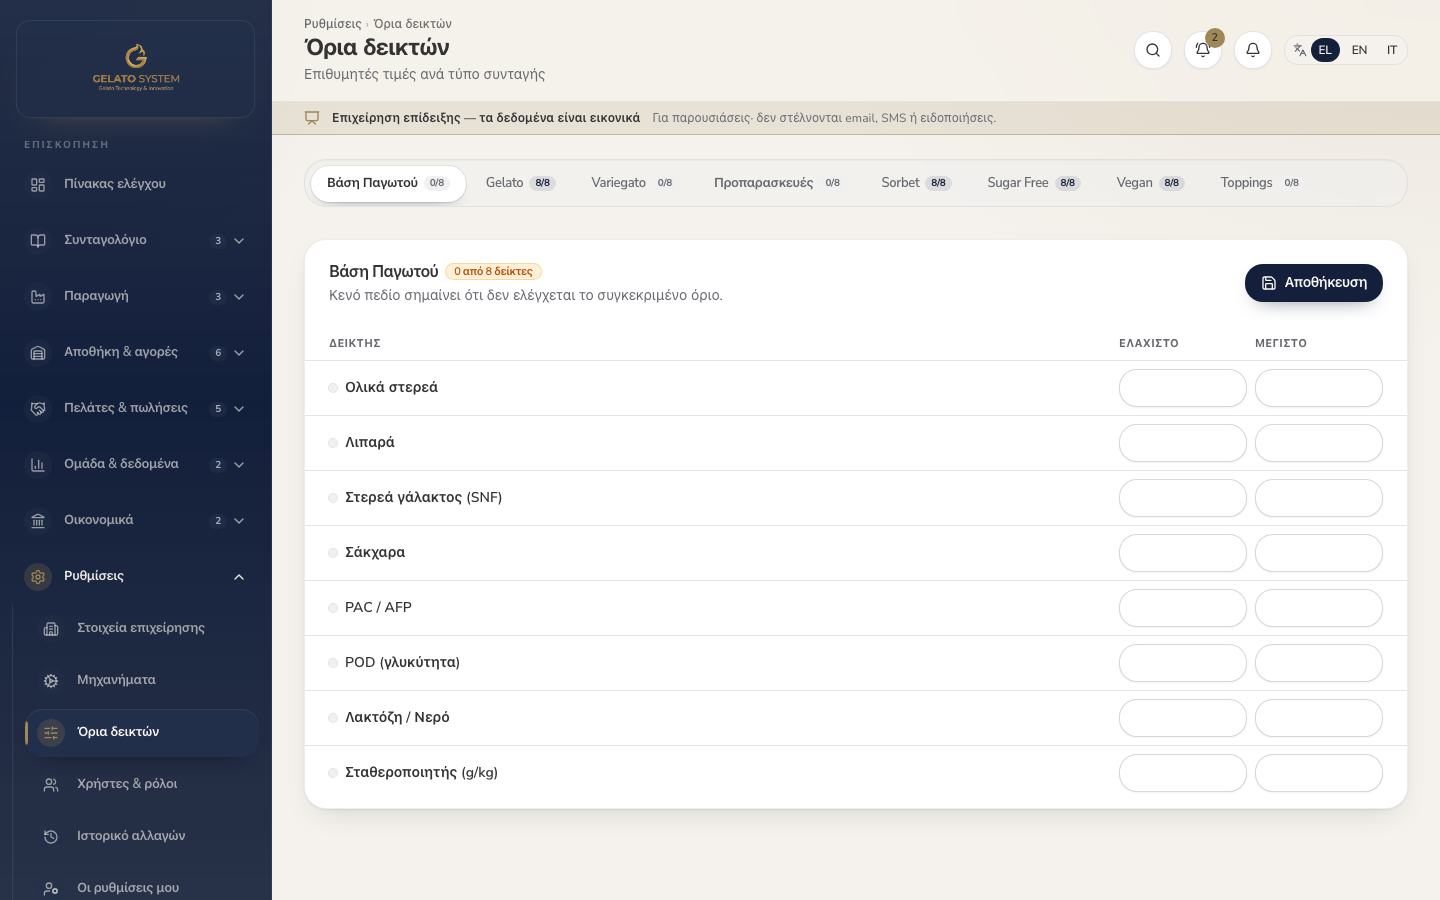 GELATO SYSTEM
Gelato Technology & Innovation
ΕΠΙΣΚΟΠΗΣΗ
Πίνακας ελέγχου
Συνταγολόγιο 3
Παραγωγή 3
Αποθήκη & αγορές 6
Πελάτες & πωλήσεις 5
Ομάδα & δεδομένα 2
Οικονομικά 2
Ρυθμίσεις
Στοιχεία επιχείρησης
Μηχανήματα
Όρια δεικτών
Χρήστες & ρόλοι
Ιστορικό αλλαγών
Οι ρυθμίσεις μου
Ρυθμίσεις › Όρια δεικτών
Όρια δεικτών
Επιθυμητές τιμές ανά τύπο συνταγής
2
EL EN IT
Επιχείρηση επίδειξης — τα δεδομένα είναι εικονικά Για παρουσιάσεις· δεν στέλνονται email, SMS ή ειδοποιήσεις.
Βάση Παγωτού 0/8 Gelato 8/8 Variegato 0/8 Προπαρασκευές 0/8 Sorbet 8/8 Sugar Free 8/8 Vegan 8/8 Toppings 0/8
Βάση Παγωτού 0 από 8 δείκτες
Κενό πεδίο σημαίνει ότι δεν ελέγχεται το συγκεκριμένο όριο.
Αποθήκευση
ΔΕΙΚΤΗΣ ΕΛΑΧΙΣΤΟ ΜΕΓΙΣΤΟ
Ολικά στερεά
Λιπαρά
Στερεά γάλακτος (SNF)
Σάκχαρα
PAC / AFP
POD (γλυκύτητα)
Λακτόζη / Νερό
Σταθεροποιητής (g/kg)